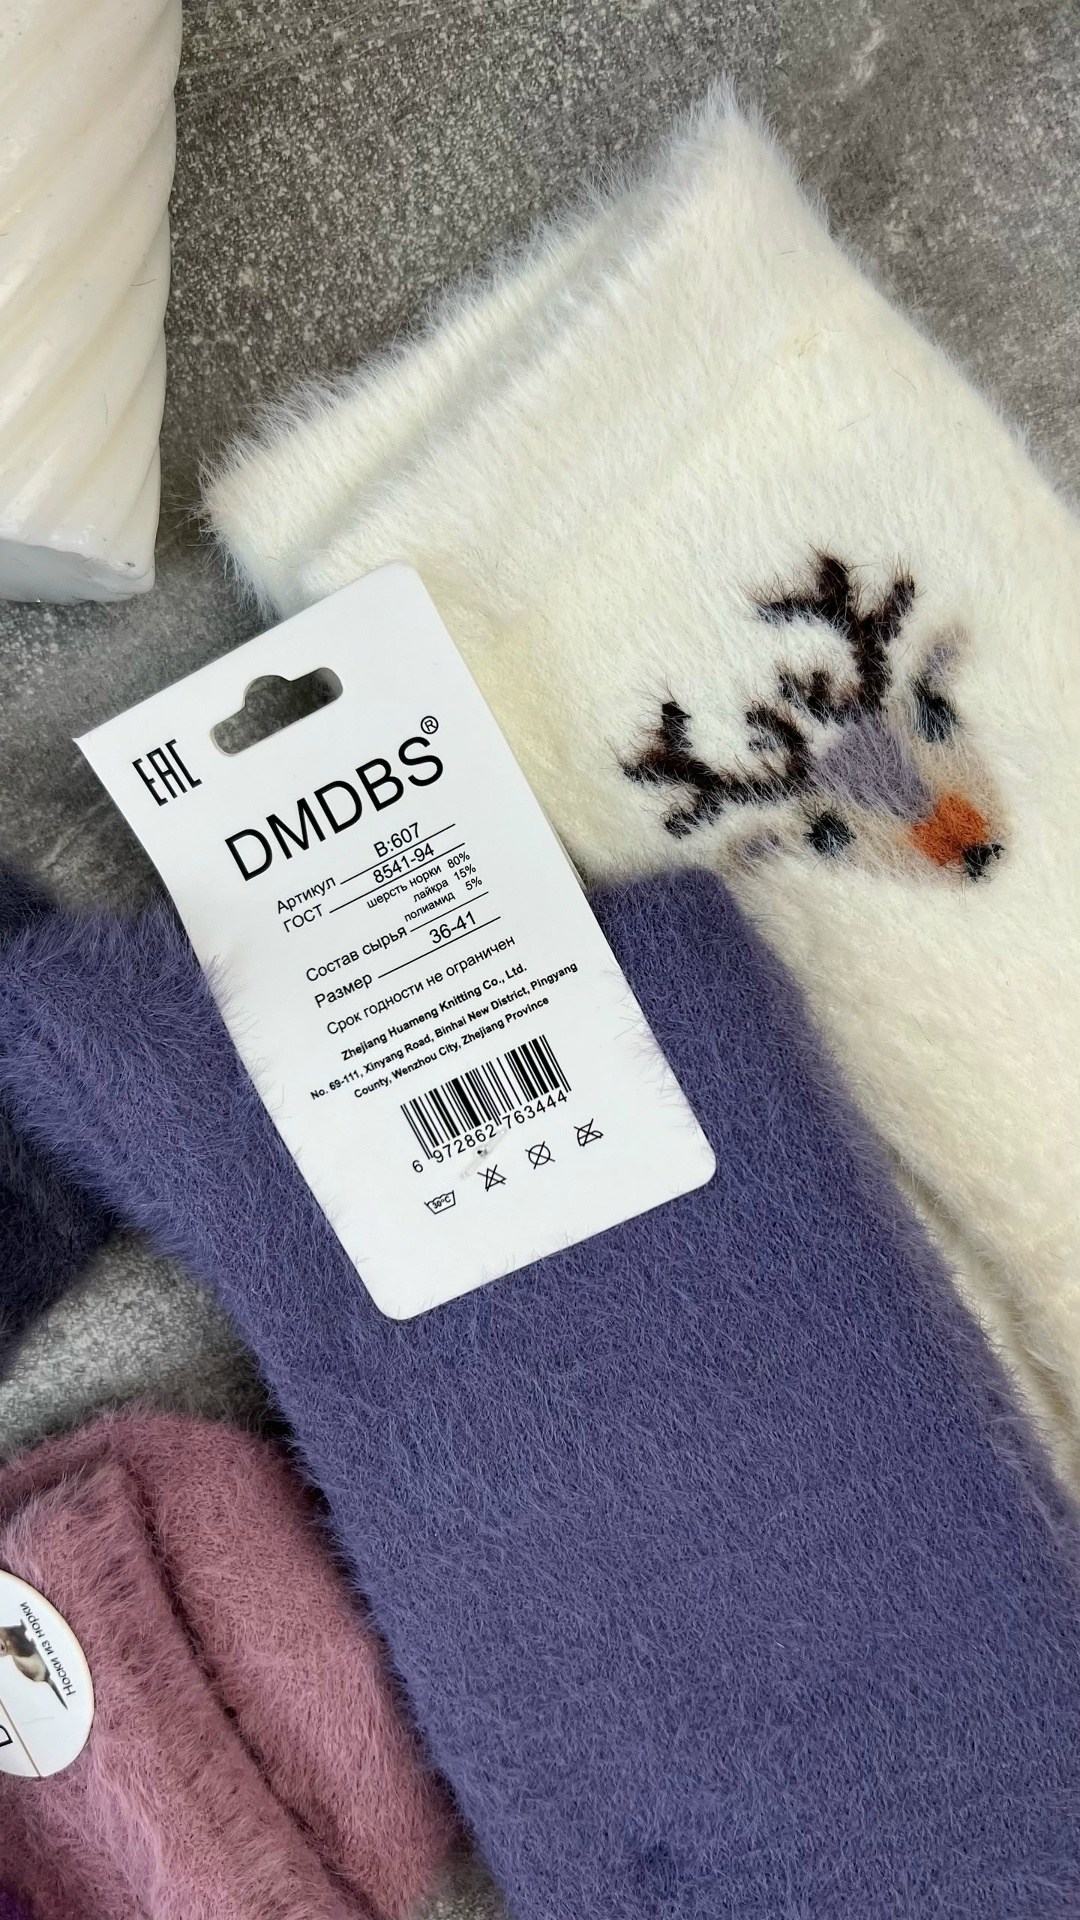 EAC
DMDBS®
Артикул B:607
ГОСТ 8541-94
шерсть норки 80%
лайкра 15%
Состав сырья полиамид 5%
Размер 36-41
Срок годности не ограничен
Zhejiang Huameng Knitting Co., Ltd.
No. 69-111, Xinyang Road, Binhai New District, Pingyang
County, Wenzhou City, Zhejiang Province
6 972862 763444
30°C
Носки из норки
D